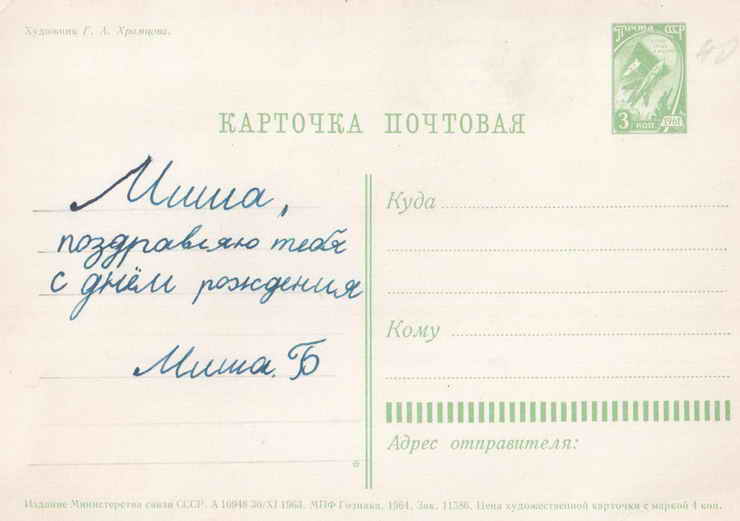 Художник Г. А. Храпцова.
Почта СССР
3 КОП. 1961
КАРТОЧКА ПОЧТОВАЯ
Миша,
поздравляю тебя
с днём рождения
Миша. Б
Куда
Кому
Адрес отправителя:
Издание Министерства связи СССР. А 10948 30/XI 1963. МПФ Гознака. 1964. Зак. 11586. Цена художественной карточки с маркой 4 коп.